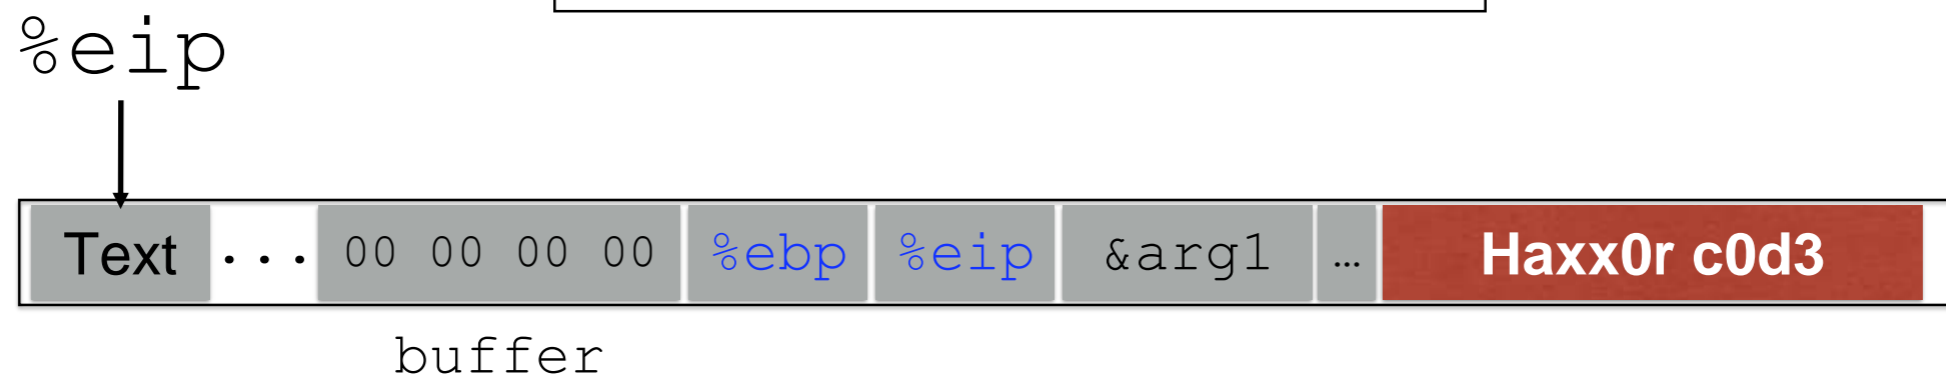 %eip
Text ... 00 00 00 00 %ebp %eip &arg1 … Haxx0r c0d3
buffer